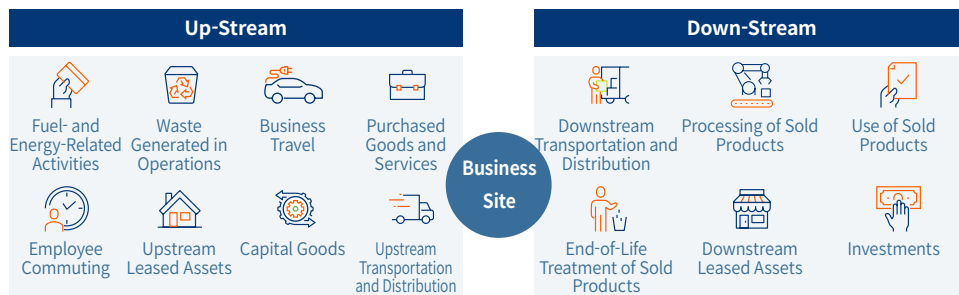 Up-Stream
Fuel- and
Energy-Related
Activities
Waste
Generated in
Operations
Business
Travel
Purchased
Goods and
Services
Employee
Commuting
Upstream
Leased Assets
Capital Goods
Upstream
Transportation
and Distribution
Business
Site
Down-Stream
Downstream
Transportation and
Distribution
Processing of Sold
Products
Use of Sold
Products
End-of-Life
Treatment of Sold
Products
Downstream
Leased Assets
Investments